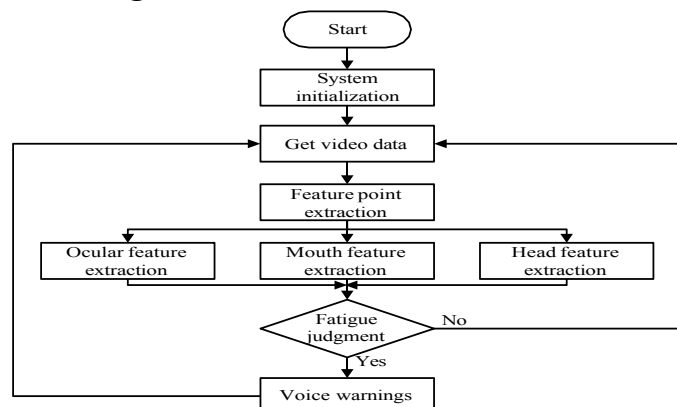 Start
System
initialization
Get video data
Feature point
extraction
Ocular feature
extraction
Mouth feature
extraction
Head feature
extraction
Fatigue
judgment
No
Yes
Voice warnings